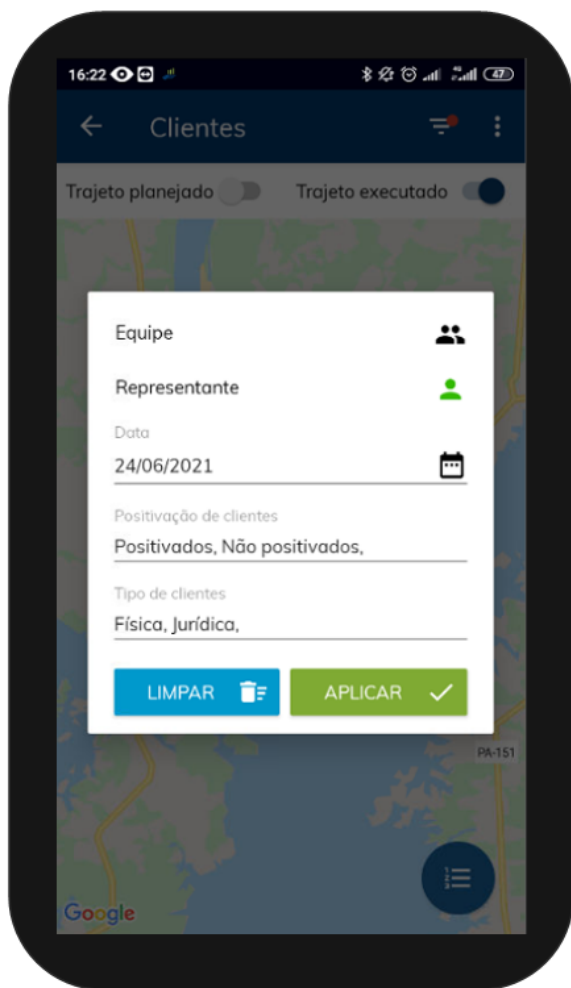 16:22
47
Clientes
Trajeto planejado Trajeto executado
Equipe
Representante
Data
24/06/2021
Positivação de clientes
Positivados, Não positivados,
Tipo de clientes
Física, Jurídica,
LIMPAR APLICAR
PA-151
Google